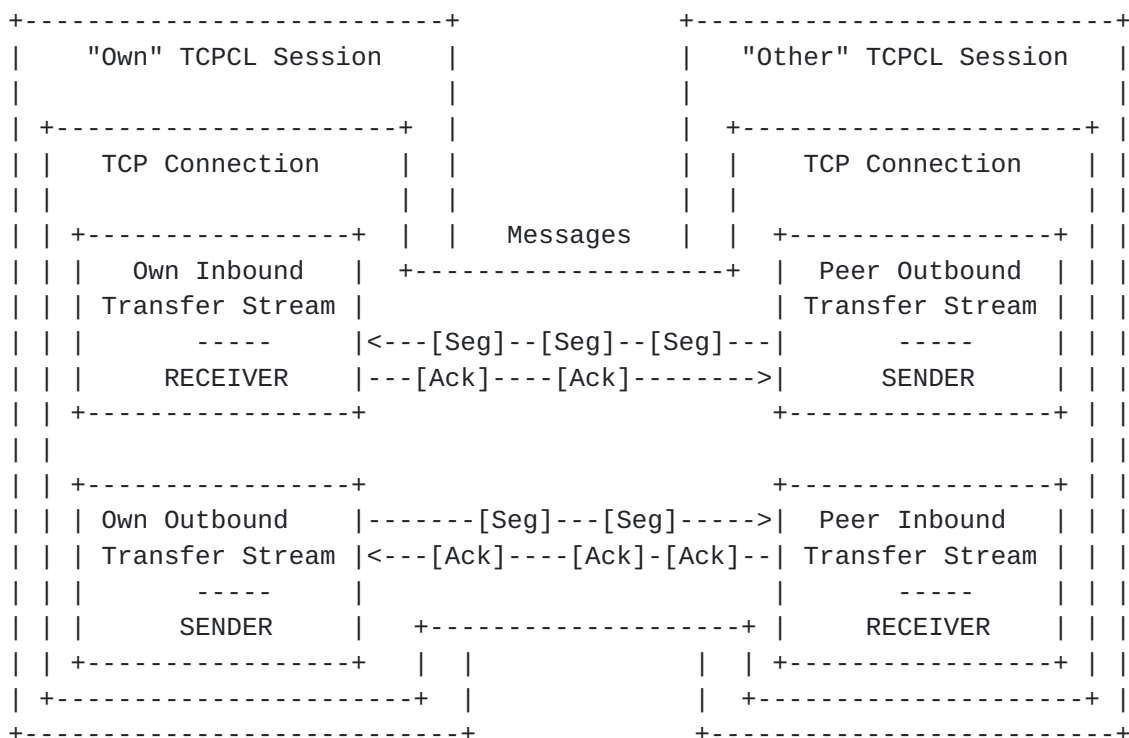 +---------------------------+              +---------------------------+
|    "Own" TCPCL Session    |              |   "Other" TCPCL Session   |
|                           |              |                           |
| +----------------------+  |              |  +----------------------+ |
| |   TCP Connection     |  |              |  |    TCP Connection    | |
| |                      |  |              |  |                      | |
| | +-----------------+  |  |   Messages   |  |  +-----------------+ | |
| | |   Own Inbound   |  +--------------------+  |  Peer Outbound  | | |
| | | Transfer Stream |                          | Transfer Stream | | |
| | |       -----     |<---[Seg]--[Seg]--[Seg]---|       -----     | | |
| | |     RECEIVER    |---[Ack]----[Ack]-------->|      SENDER     | | |
| | +-----------------+                          +-----------------+ | |
| |                                                                  | |
| | +-----------------+                          +-----------------+ | |
| | | Own Outbound    |-------[Seg]---[Seg]----->|  Peer Inbound   | | |
| | | Transfer Stream |<---[Ack]----[Ack]-[Ack]--| Transfer Stream | | |
| | |       -----     |                          |       -----     | | |
| | |      SENDER     |   +--------------------+ |     RECEIVER    | | |
| | +-----------------+   |  |              |  | +-----------------+ | |
| +-----------------------+  |              |  +---------------------+ |
+----------------------------+              +--------------------------+